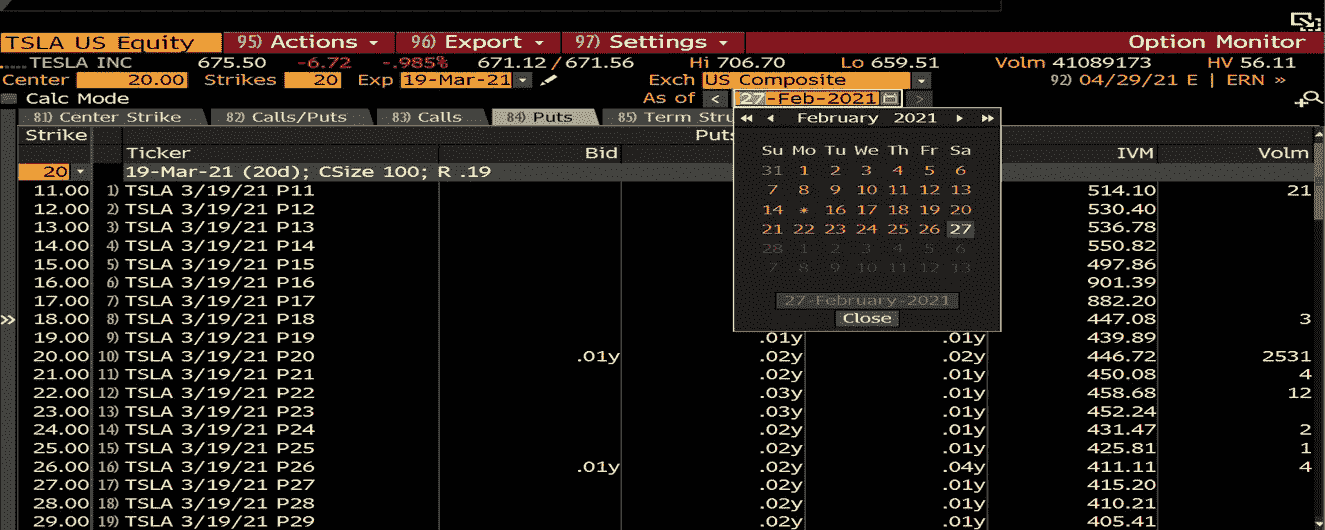 TSLA US Equity 95) Actions 96) Export 97) Settings Option Monitor
TESLA INC 675.50 -6.72 -.985% 671.12 / 671.56 Hi 706.70 Lo 659.51 Volm 41089173 HV 56.11
Center 20.00 Strikes 20 Exp 19-Mar-21 Exch US Composite 92) 04/29/21 E | ERN »
Calc Mode As of < 27-Feb-2021 >
81) Center Strike 82) Calls/Puts 83) Calls 84) Puts 85) Term Stru
Strike Puts
Ticker Bid IVM Volm
20 19-Mar-21 (20d); CSize 100; R .19
11.00 1) TSLA 3/19/21 P11 514.10 21
12.00 2) TSLA 3/19/21 P12 530.40
13.00 3) TSLA 3/19/21 P13 536.78
14.00 4) TSLA 3/19/21 P14 550.82
15.00 5) TSLA 3/19/21 P15 497.86
16.00 6) TSLA 3/19/21 P16 901.39
17.00 7) TSLA 3/19/21 P17 882.20
18.00 8) TSLA 3/19/21 P18 447.08 3
19.00 9) TSLA 3/19/21 P19 .01y .01y 439.89
20.00 10) TSLA 3/19/21 P20 .01y .02y .02y 446.72 2531
21.00 11) TSLA 3/19/21 P21 .02y .01y 450.08 4
22.00 12) TSLA 3/19/21 P22 .03y .01y 458.68 12
23.00 13) TSLA 3/19/21 P23 .03y .01y 452.24
24.00 14) TSLA 3/19/21 P24 .02y .01y 431.47 2
25.00 15) TSLA 3/19/21 P25 .02y .01y 425.81 1
26.00 16) TSLA 3/19/21 P26 .01y .02y .04y 411.11 4
27.00 17) TSLA 3/19/21 P27 .02y .01y 415.20
28.00 18) TSLA 3/19/21 P28 .02y .01y 410.21
29.00 19) TSLA 3/19/21 P29 .02y .01y 405.41
February 2021
Su Mo Tu We Th Fr Sa
31 1 2 3 4 5 6
7 8 9 10 11 12 13
14 * 16 17 18 19 20
21 22 23 24 25 26 27
28 1 2 3 4 5 6
7 8 9 10 11 12 13
27-February-2021
Close